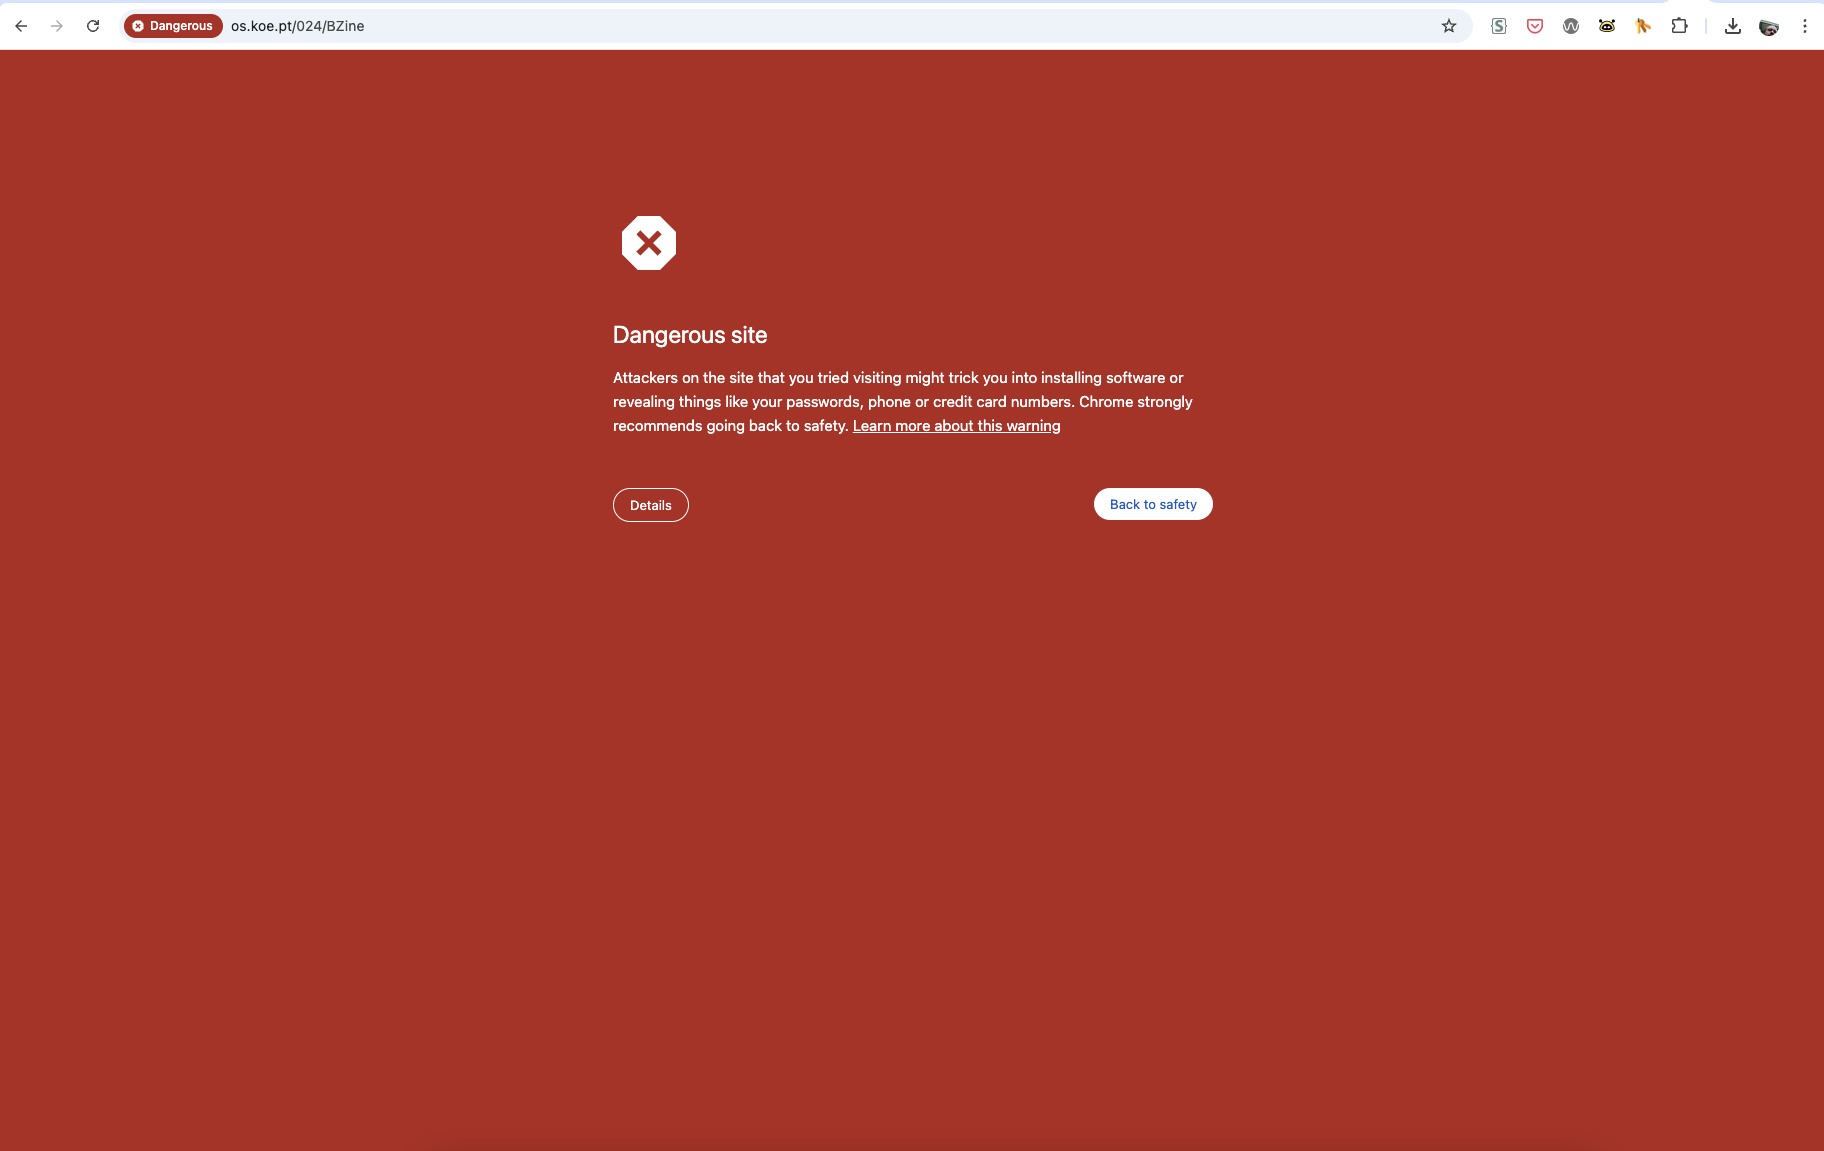 Dangerous os.koe.pt/024/BZine
Dangerous site
Attackers on the site that you tried visiting might trick you into installing software or
revealing things like your passwords, phone or credit card numbers. Chrome strongly
recommends going back to safety. Learn more about this warning
Details Back to safety